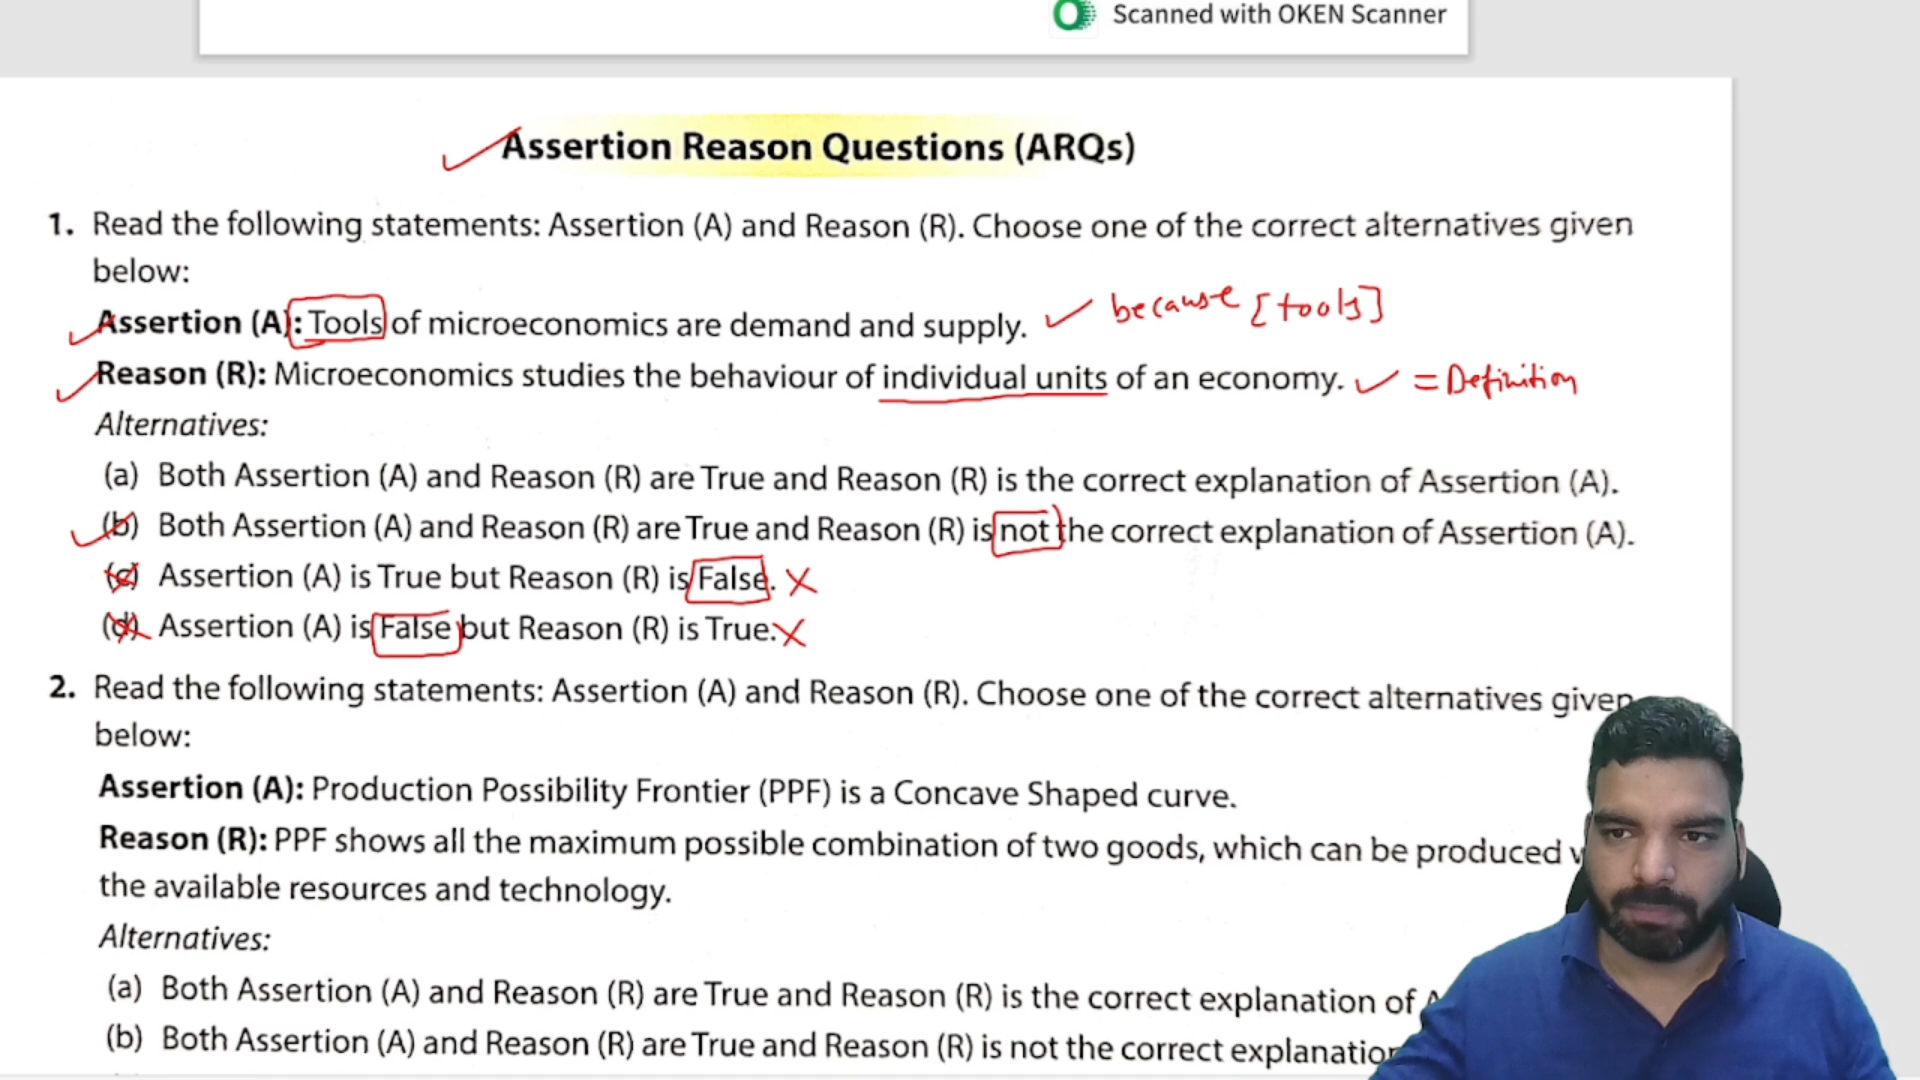 Scanned with OKEN Scanner
Assertion Reason Questions (ARQs)
1. Read the following statements: Assertion (A) and Reason (R). Choose one of the correct alternatives given
below:
Assertion (A): Tools of microeconomics are demand and supply. because [tools]
Reason (R): Microeconomics studies the behaviour of individual units of an economy. = Definition
Alternatives:
(a) Both Assertion (A) and Reason (R) are True and Reason (R) is the correct explanation of Assertion (A).
(b) Both Assertion (A) and Reason (R) are True and Reason (R) is not the correct explanation of Assertion (A).
(c) Assertion (A) is True but Reason (R) is False.
(d) Assertion (A) is False but Reason (R) is True.
2. Read the following statements: Assertion (A) and Reason (R). Choose one of the correct alternatives given
below:
Assertion (A): Production Possibility Frontier (PPF) is a Concave Shaped curve.
Reason (R): PPF shows all the maximum possible combination of two goods, which can be produced
the available resources and technology.
Alternatives:
(a) Both Assertion (A) and Reason (R) are True and Reason (R) is the correct explanation of
(b) Both Assertion (A) and Reason (R) are True and Reason (R) is not the correct explanation